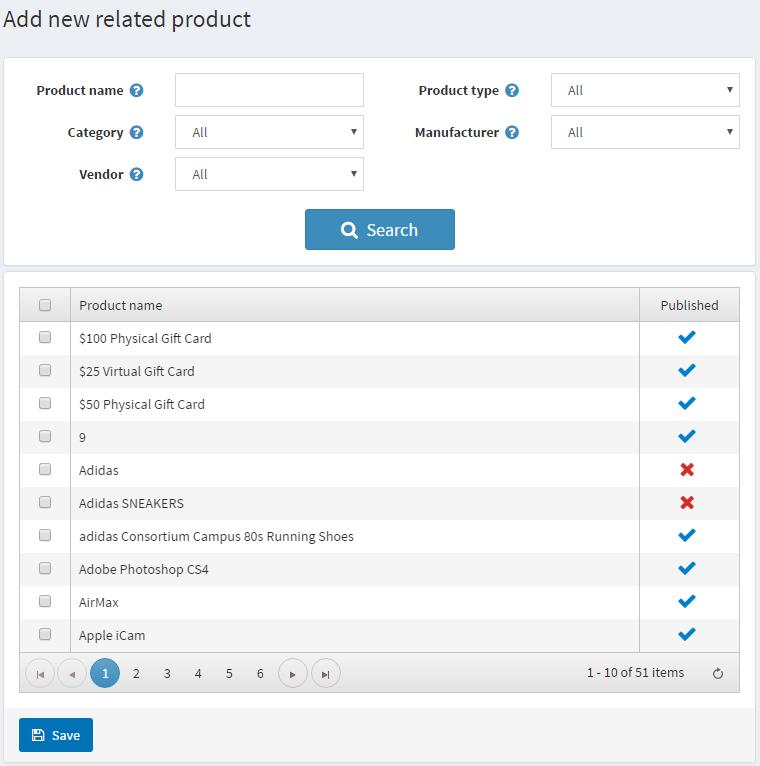 Add new related product
Product name ? Product type ? All
Category ? All Manufacturer ? All
Vendor ? All
Search
Product name Published
$100 Physical Gift Card
$25 Virtual Gift Card
$50 Physical Gift Card
9
Adidas
Adidas SNEAKERS
adidas Consortium Campus 80s Running Shoes
Adobe Photoshop CS4
AirMax
Apple iCam
1 2 3 4 5 6 1 - 10 of 51 items
Save